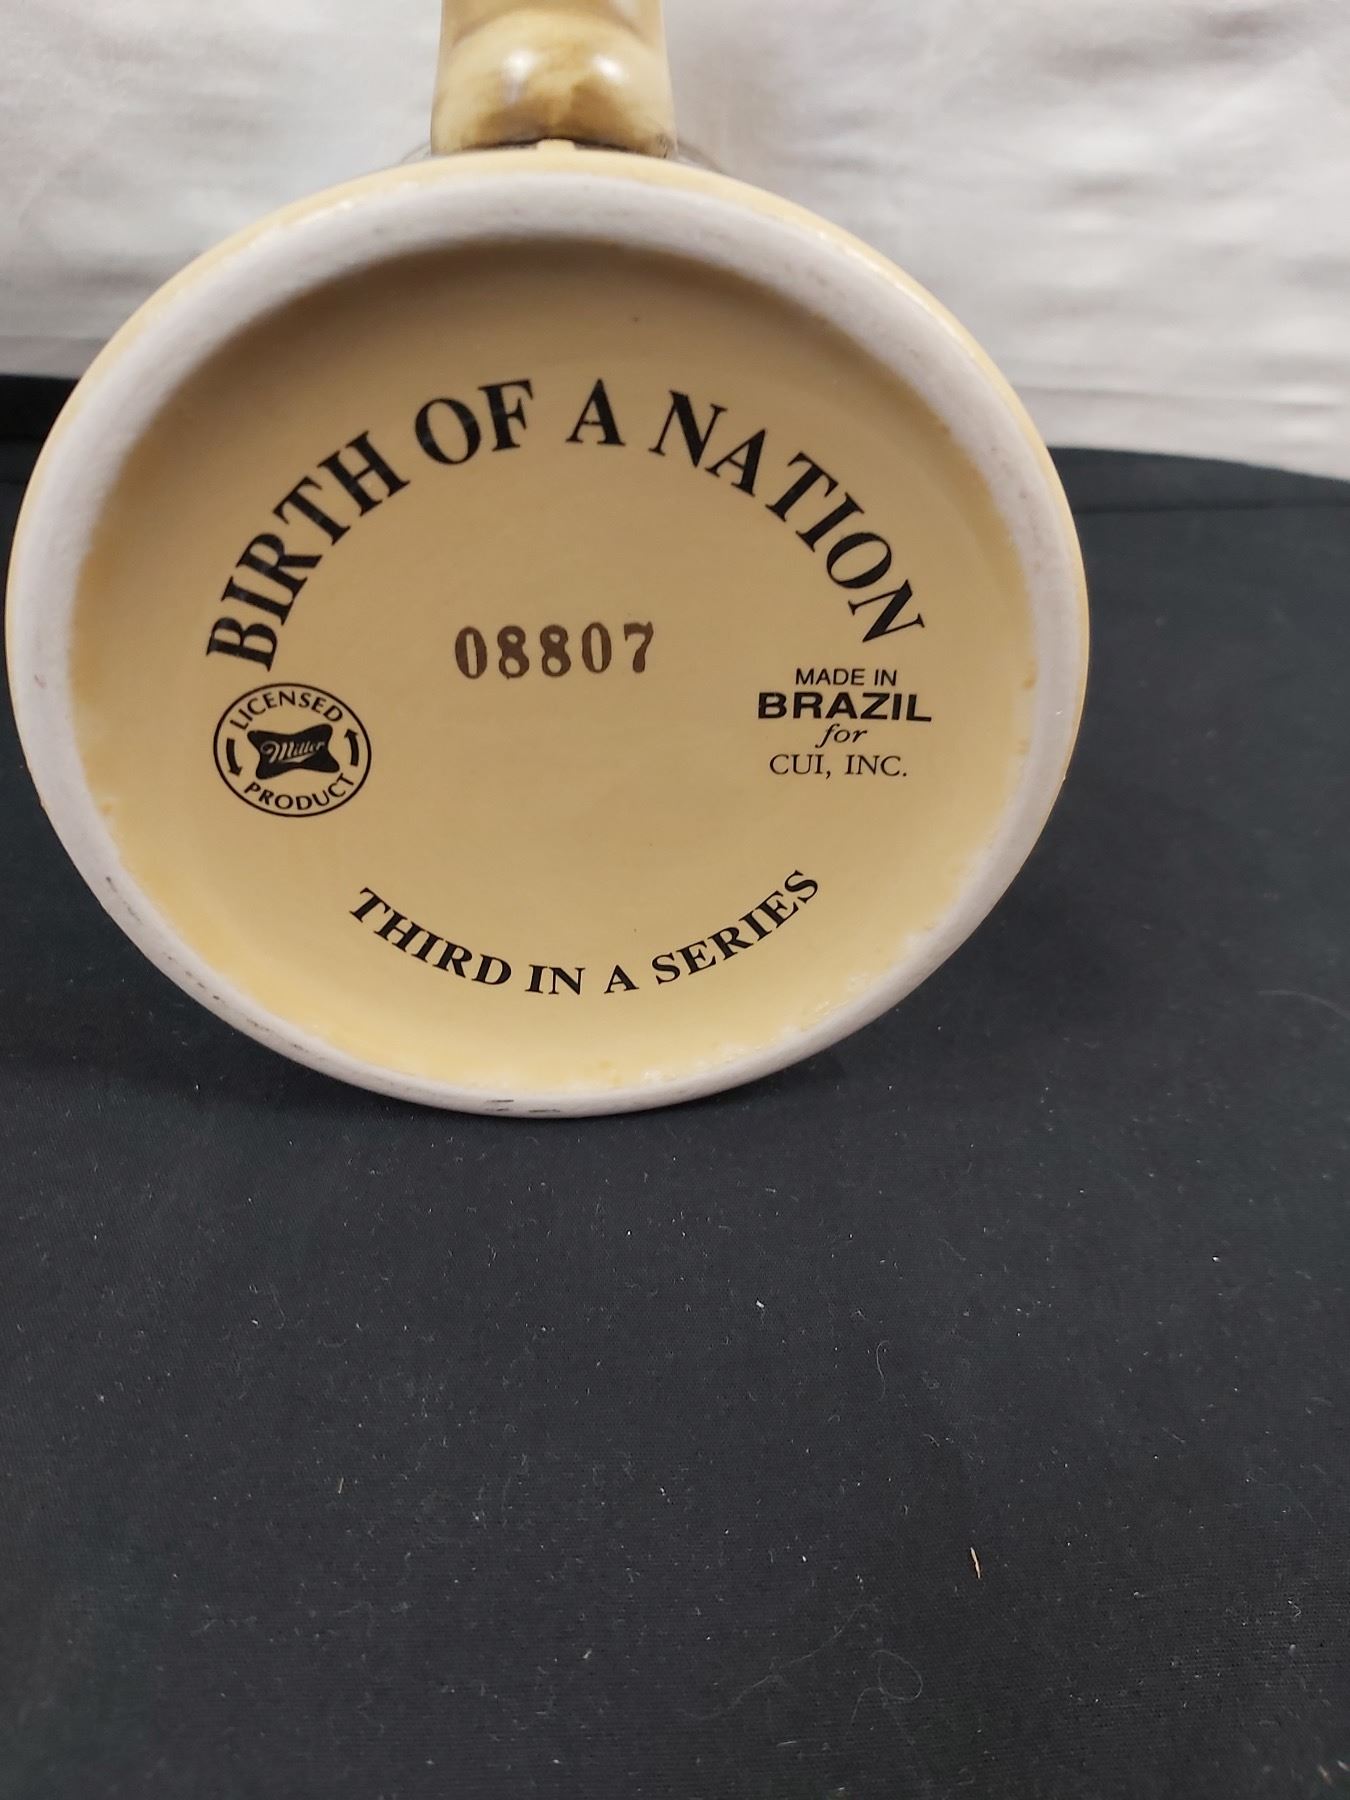 BIRTH OF A NATION
08807
LICENSED
Miller
PRODUCT
MADE IN
BRAZIL
for
CUI, INC.
THIRD IN A SERIES